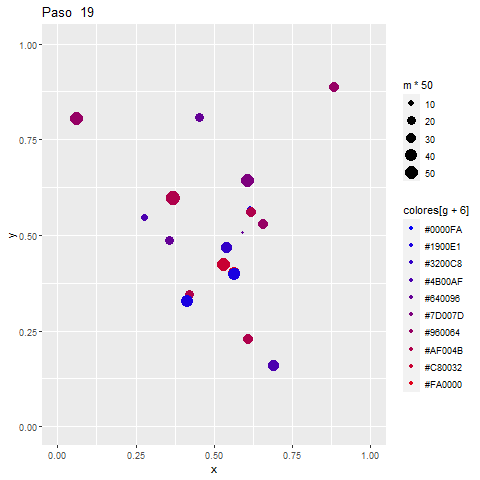 Paso 19
1.00
0.75
0.50
0.25
0.00
y
0.00
0.25
0.50
0.75
1.00
x
m * 50
10
20
30
40
50
colores[g + 6]
#0000FA
#1900E1
#3200C8
#4B00AF
#640096
#7D007D
#960064
#AF004B
#C80032
#FA0000